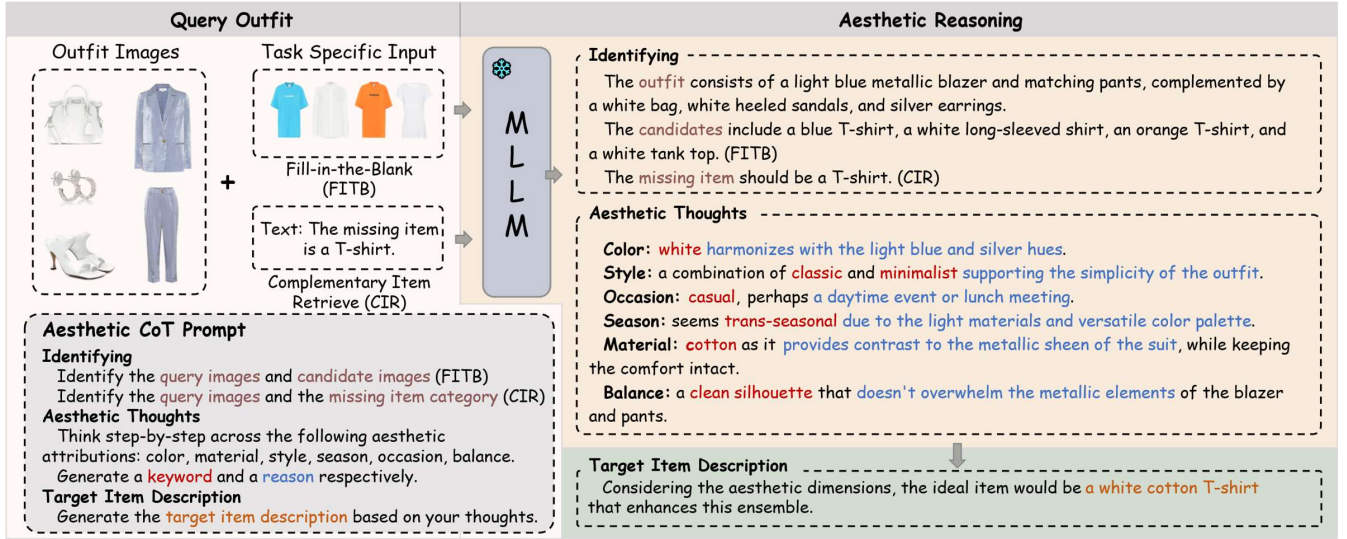 Query Outfit
Outfit Images
Task Specific Input
Fill-in-the-Blank
(FITB)
Text: The missing item
is a T-shirt.
Complementary Item
Retrieve (CIR)
+
Aesthetic CoT Prompt
Identifying
Identify the query images and candidate images (FITB)
Identify the query images and the missing item category (CIR)
Aesthetic Thoughts
Think step-by-step across the following aesthetic
attributions: color, material, style, season, occasion, balance.
Generate a keyword and a reason respectively.
Target Item Description
Generate the target item description based on your thoughts.
M
L
L
M
Aesthetic Reasoning
Identifying
The outfit consists of a light blue metallic blazer and matching pants, complemented by
a white bag, white heeled sandals, and silver earrings.
The candidates include a blue T-shirt, a white long-sleeved shirt, an orange T-shirt, and
a white tank top. (FITB)
The missing item should be a T-shirt. (CIR)
Aesthetic Thoughts
Color: white harmonizes with the light blue and silver hues.
Style: a combination of classic and minimalist supporting the simplicity of the outfit.
Occasion: casual, perhaps a daytime event or lunch meeting.
Season: seems trans-seasonal due to the light materials and versatile color palette.
Material: cotton as it provides contrast to the metallic sheen of the suit, while keeping
the comfort intact.
Balance: a clean silhouette that doesn't overwhelm the metallic elements of the blazer
and pants.
Target Item Description
Considering the aesthetic dimensions, the ideal item would be a white cotton T-shirt
that enhances this ensemble.